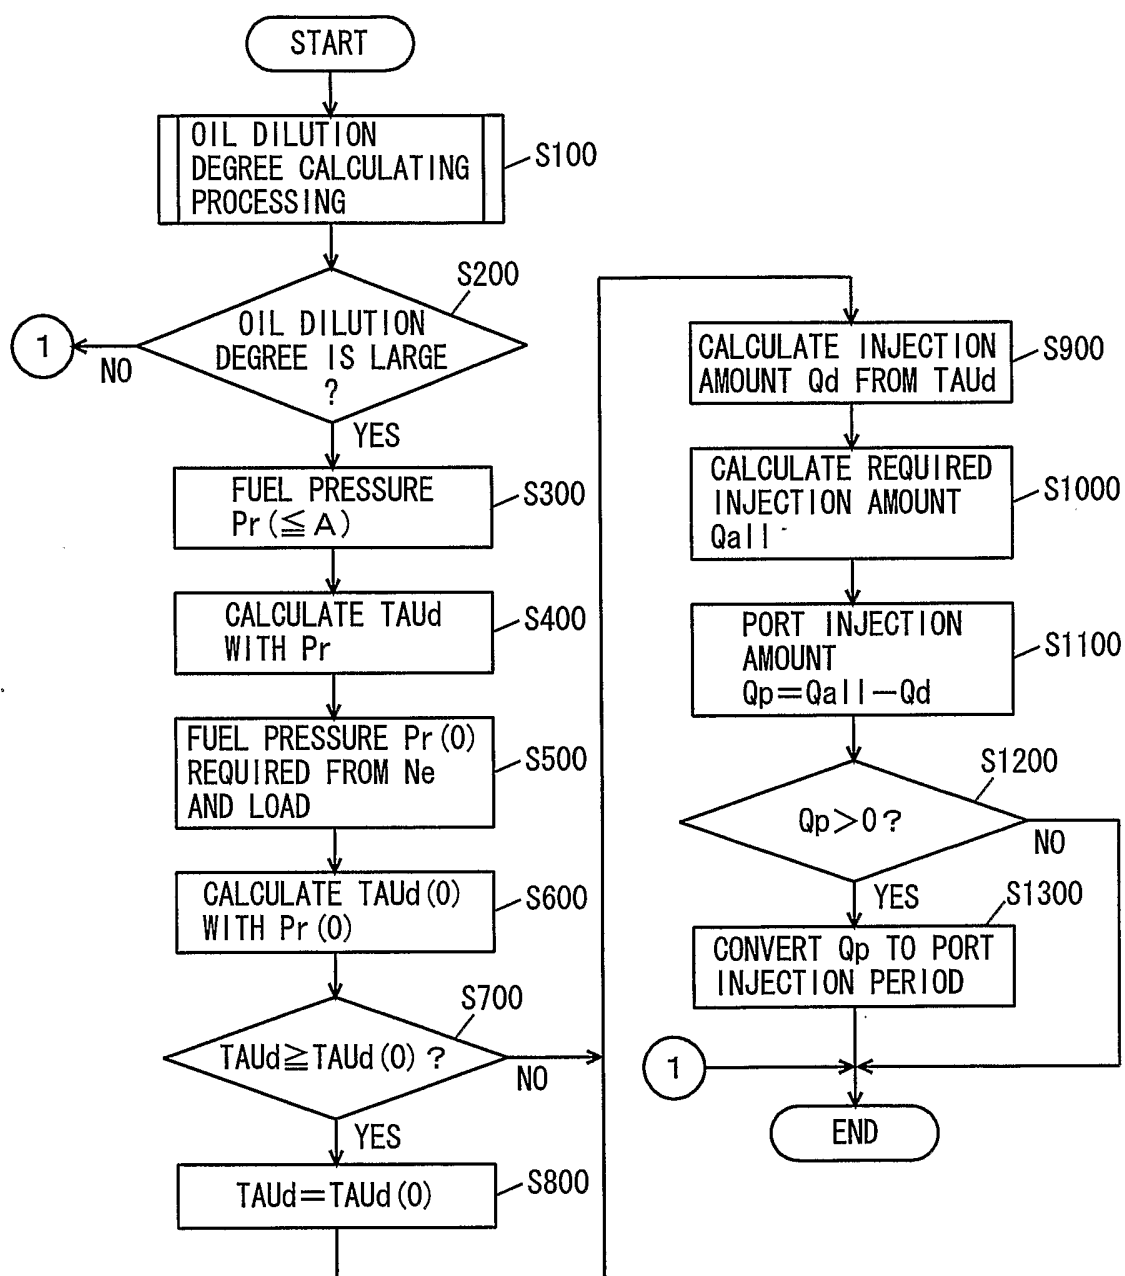 START
OIL DILUTION
DEGREE CALCULATING
PROCESSING
S100
S200
OIL DILUTION
DEGREE IS LARGE
?
1
NO
YES
FUEL PRESSURE
Pr(≦A)
S300
CALCULATE TAUd
WITH Pr
S400
FUEL PRESSURE Pr(0)
REQUIRED FROM Ne
AND LOAD
S500
CALCULATE TAUd(0)
WITH Pr(0)
S600
S700
TAUd≧TAUd(0)?
NO
YES
TAUd=TAUd(0)
S800
CALCULATE INJECTION
AMOUNT Qd FROM TAUd
S900
CALCULATE REQUIRED
INJECTION AMOUNT
Qall
S1000
PORT INJECTION
AMOUNT
Qp=Qall-Qd
S1100
S1200
Qp>0?
NO
YES
S1300
CONVERT Qp TO PORT
INJECTION PERIOD
1
END